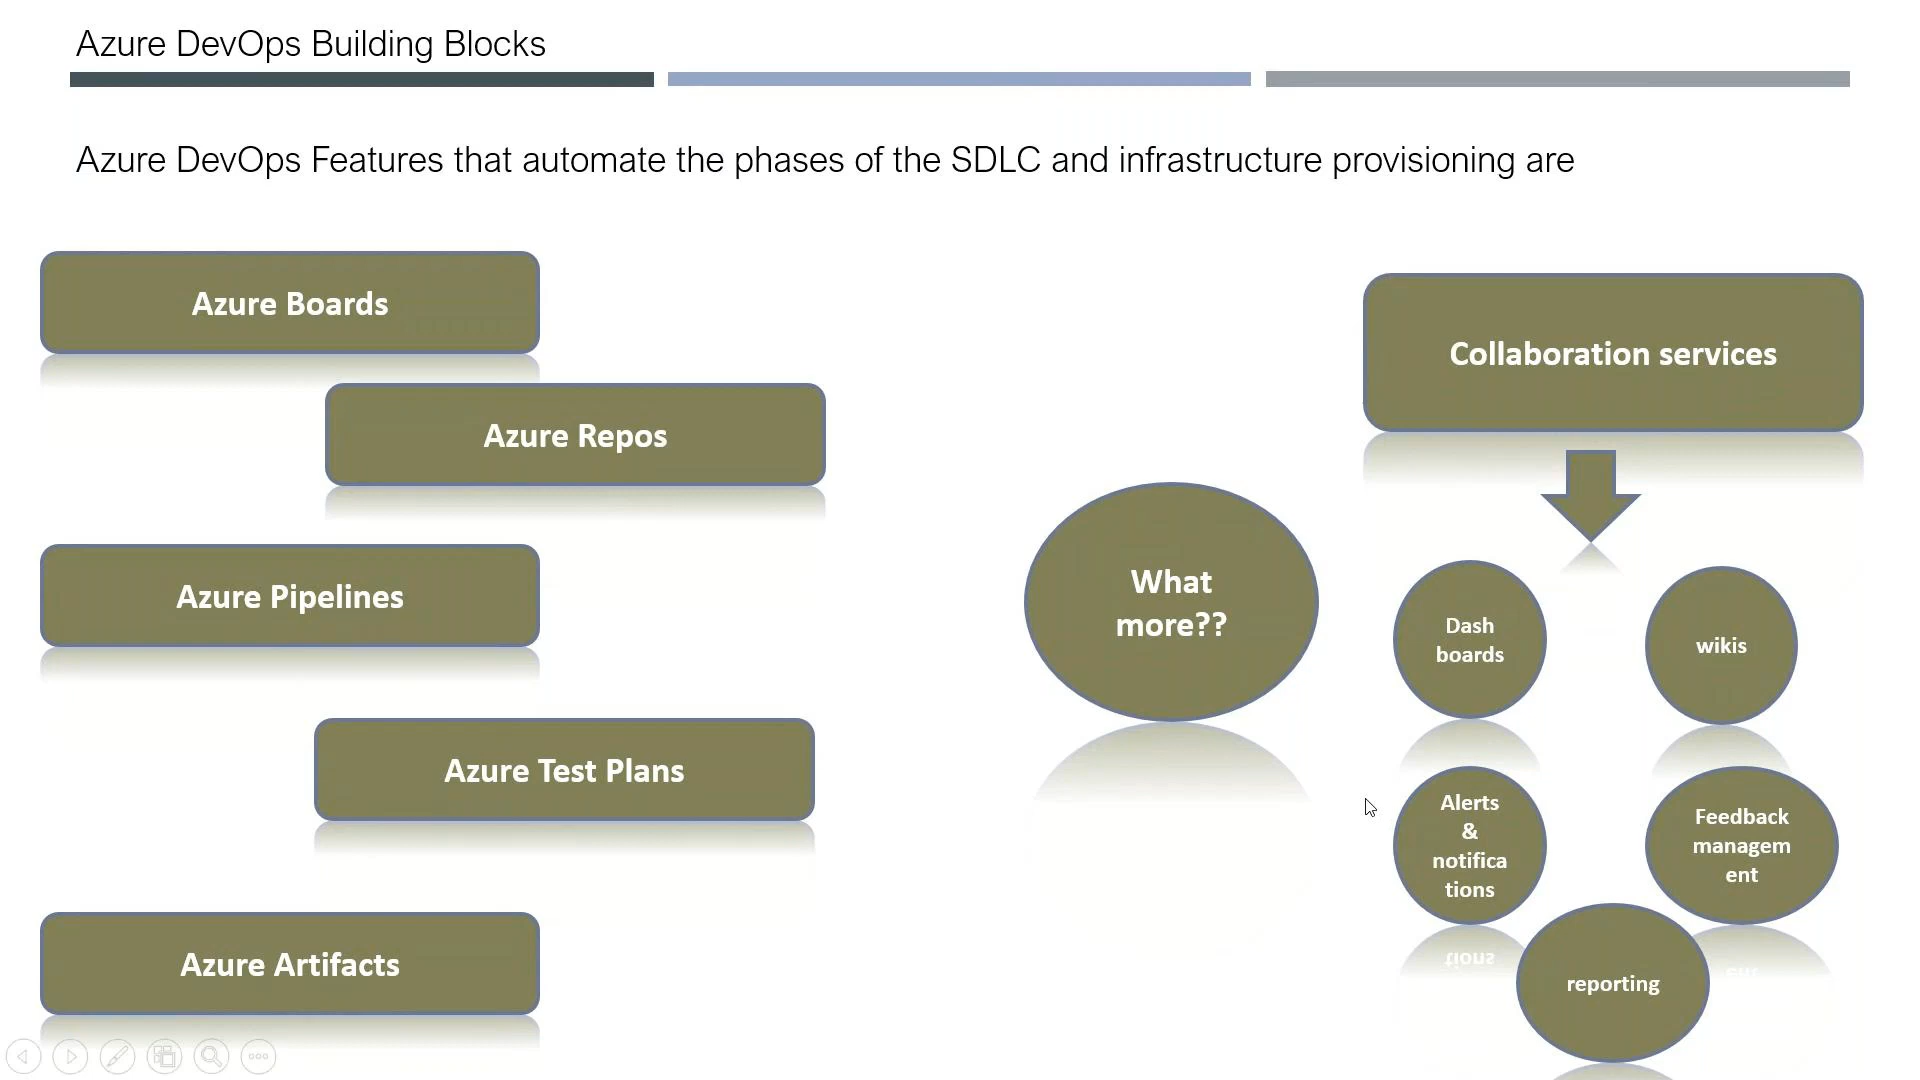 Azure DevOps Building Blocks
Azure DevOps Features that automate the phases of the SDLC and infrastructure provisioning are
Azure Boards
Azure Repos
Azure Pipelines
Azure Test Plans
Azure Artifacts
What
more??
Collaboration services
Dash
boards
wikis
Alerts
&
notifica
tions
Feedback
managem
ent
reporting